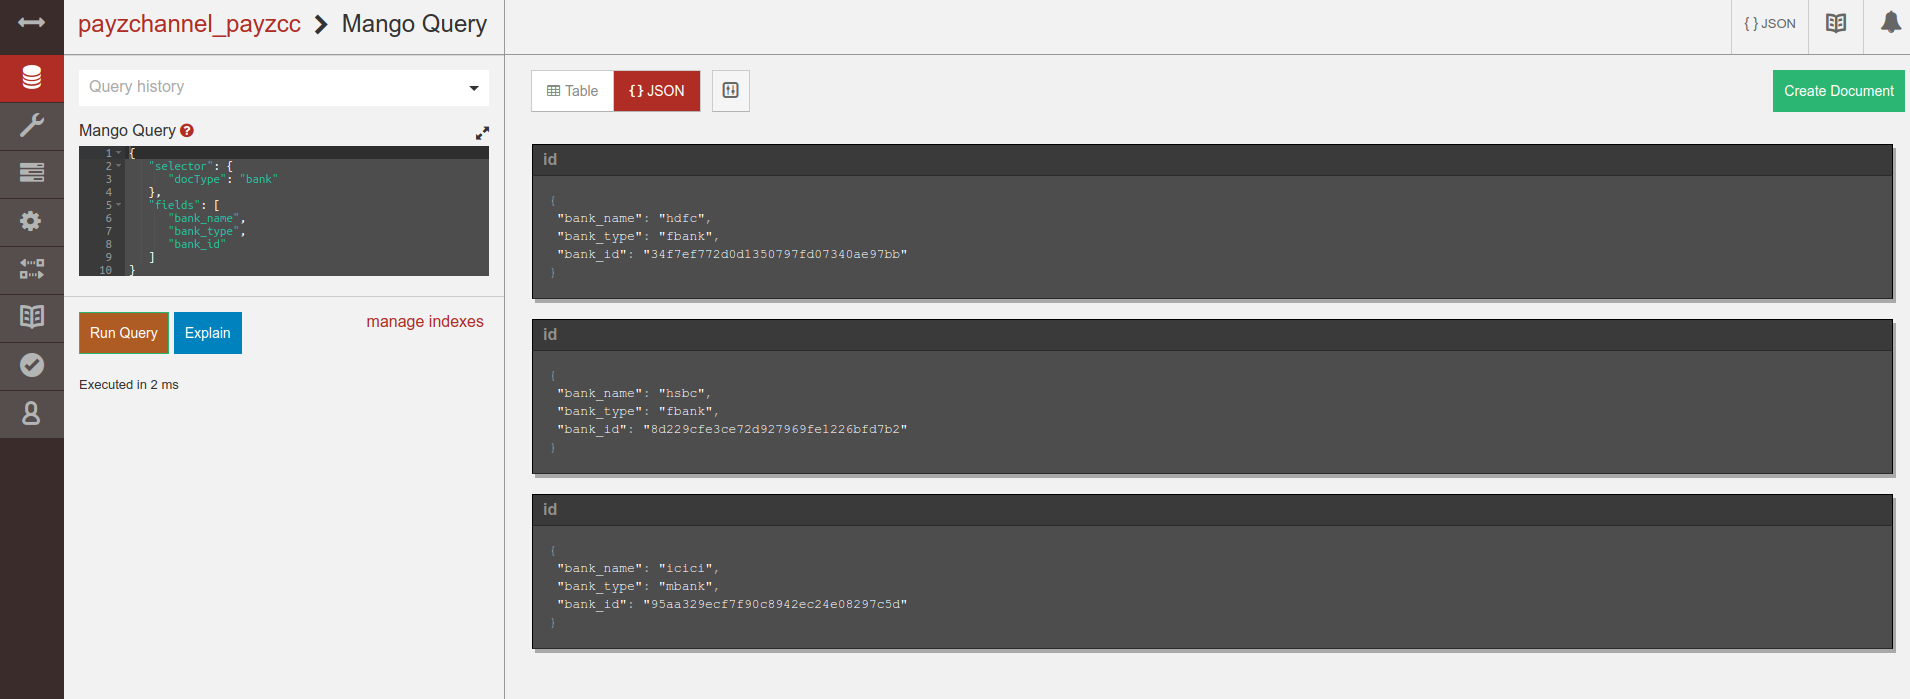 payzchannel_payzcc > Mango Query
{ } JSON
Query history
Mango Query ?
1 {
2 "selector": {
3 "docType": "bank"
4 },
5 "fields": [
6 "bank_name",
7 "bank_type",
8 "bank_id"
9 ]
10 }
Run Query
Explain
manage indexes
Executed in 2 ms
Table
{ } JSON
Create Document
id
{
"bank_name": "hdfc",
"bank_type": "fbank",
"bank_id": "34f7ef772d0d1350797fd07340ae97bb"
}
id
{
"bank_name": "hsbc",
"bank_type": "fbank",
"bank_id": "8d229cfe3ce72d927969fe1226bfd7b2"
}
id
{
"bank_name": "icici",
"bank_type": "mbank",
"bank_id": "95aa329ecf7f90c8942ec24e08297c5d"
}